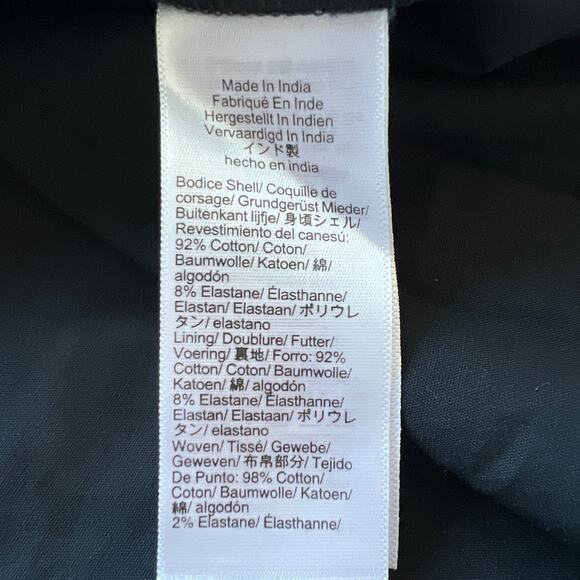 Made In India
Fabriqué En Inde
Hergestellt In Indien
Vervaardigd In India
インド製
hecho en india
Bodice Shell/ Coquille de
corsage/ Grundgerüst Mieder/
Buitenkant lijfje/ 身頃シェル/
Revestimiento del canesú:
92% Cotton/ Coton/
Baumwolle/ Katoen/ 綿/
algodón
8% Elastane/ Élasthanne/
Elastan/ Elastaan/ ポリウレ
タン/ elastano
Lining/ Doublure/ Futter/
Voering/ 裏地/ Forro: 92%
Cotton/ Coton/ Baumwolle/
Katoen/ 綿/ algodón
8% Elastane/ Élasthanne/
Elastan/ Elastaan/ ポリウレ
タン/ elastano
Woven/ Tissé/ Gewebe/
Geweven/ 布帛部分/ Tejido
De Punto: 98% Cotton/
Coton/ Baumwolle/ Katoen/
綿/ algodón
2% Elastane/ Élasthanne/